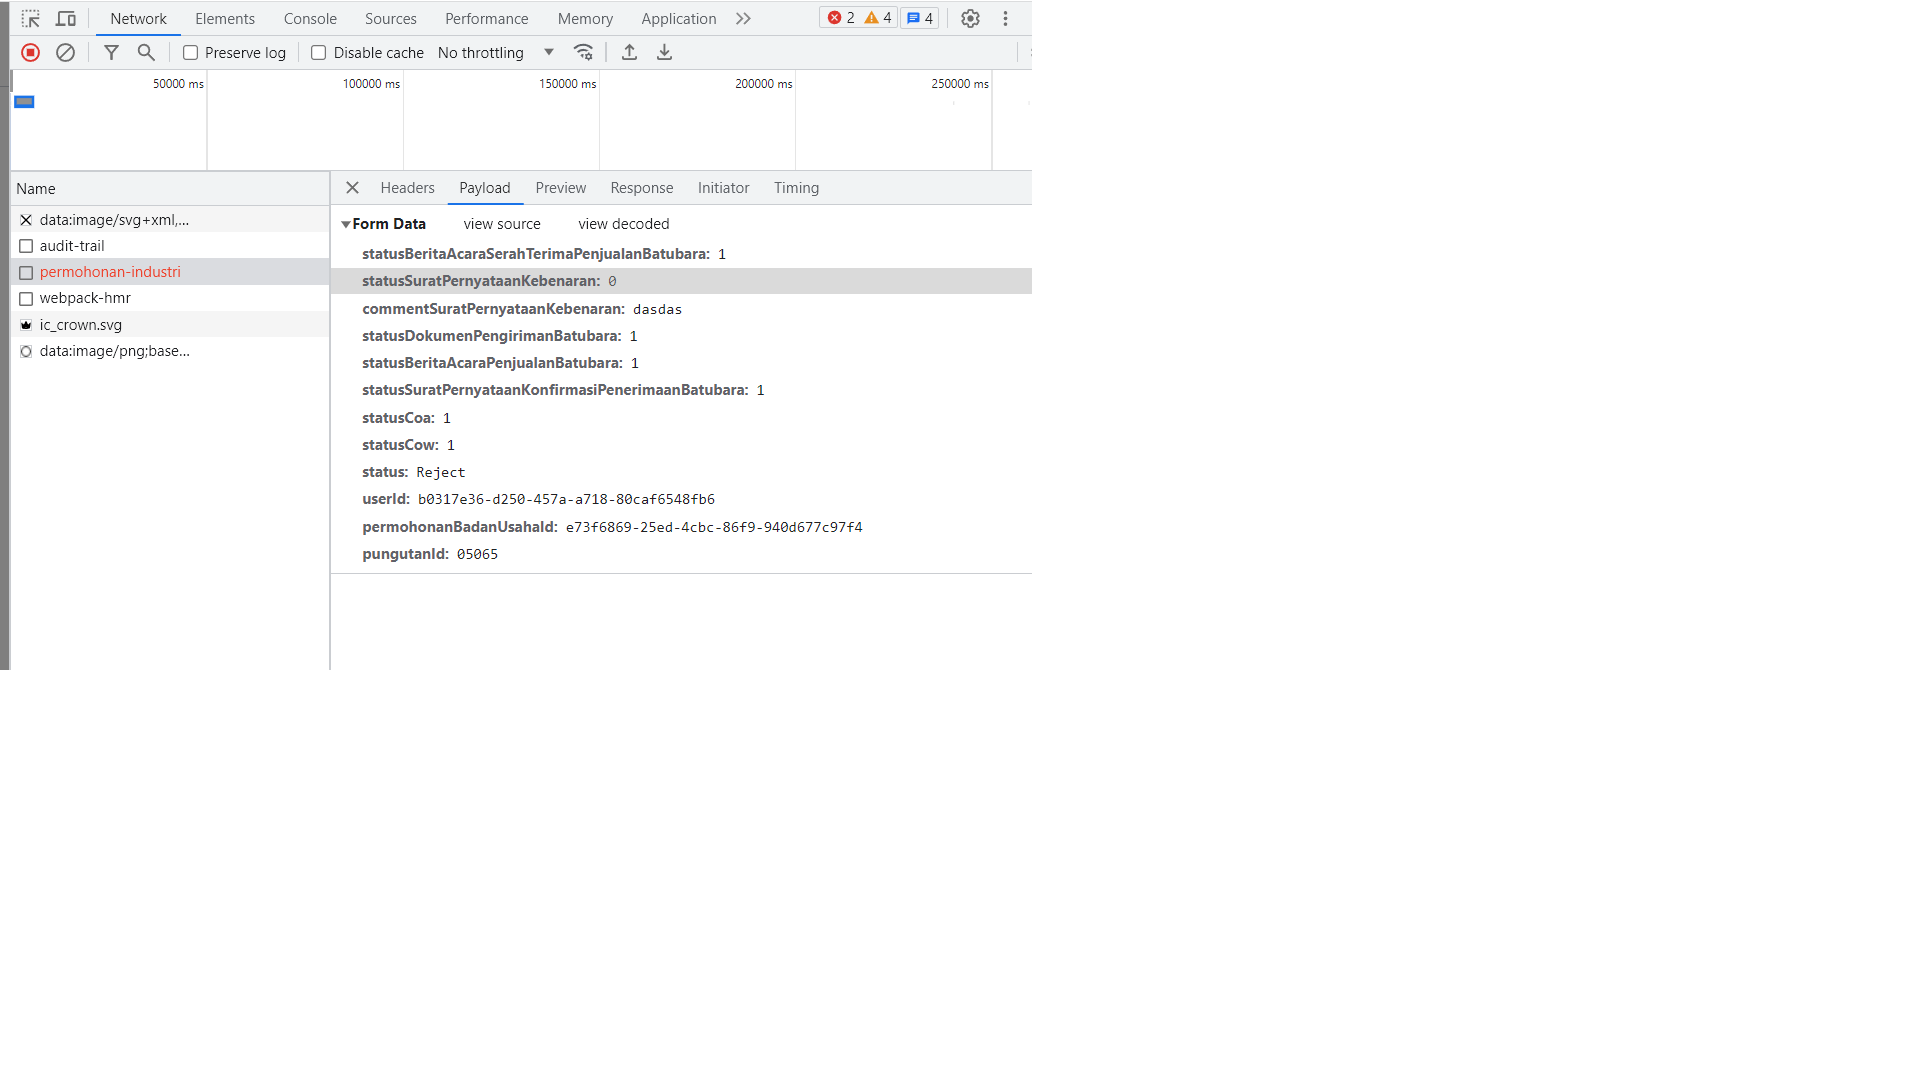 Network Elements Console Sources Performance Memory Application 2 4 4
Preserve log Disable cache No throttling
50000 ms 100000 ms 150000 ms 200000 ms 250000 ms
Name
data:image/svg+xml,...
audit-trail
permohonan-industri
webpack-hmr
ic_crown.svg
data:image/png;base...
Headers Payload Preview Response Initiator Timing
Form Data view source view decoded
statusBeritaAcaraSerahTerimaPenjualanBatubara: 1
statusSuratPernyataanKebenaran: 0
commentSuratPernyataanKebenaran: dasdas
statusDokumenPengirimanBatubara: 1
statusBeritaAcaraPenjualanBatubara: 1
statusSuratPernyataanKonfirmasiPenerimaanBatubara: 1
statusCoa: 1
statusCow: 1
status: Reject
userId: b0317e36-d250-457a-a718-80caf6548fb6
permohonanBadanUsahaId: e73f6869-25ed-4cbc-86f9-940d677c97f4
pungutanId: 05065